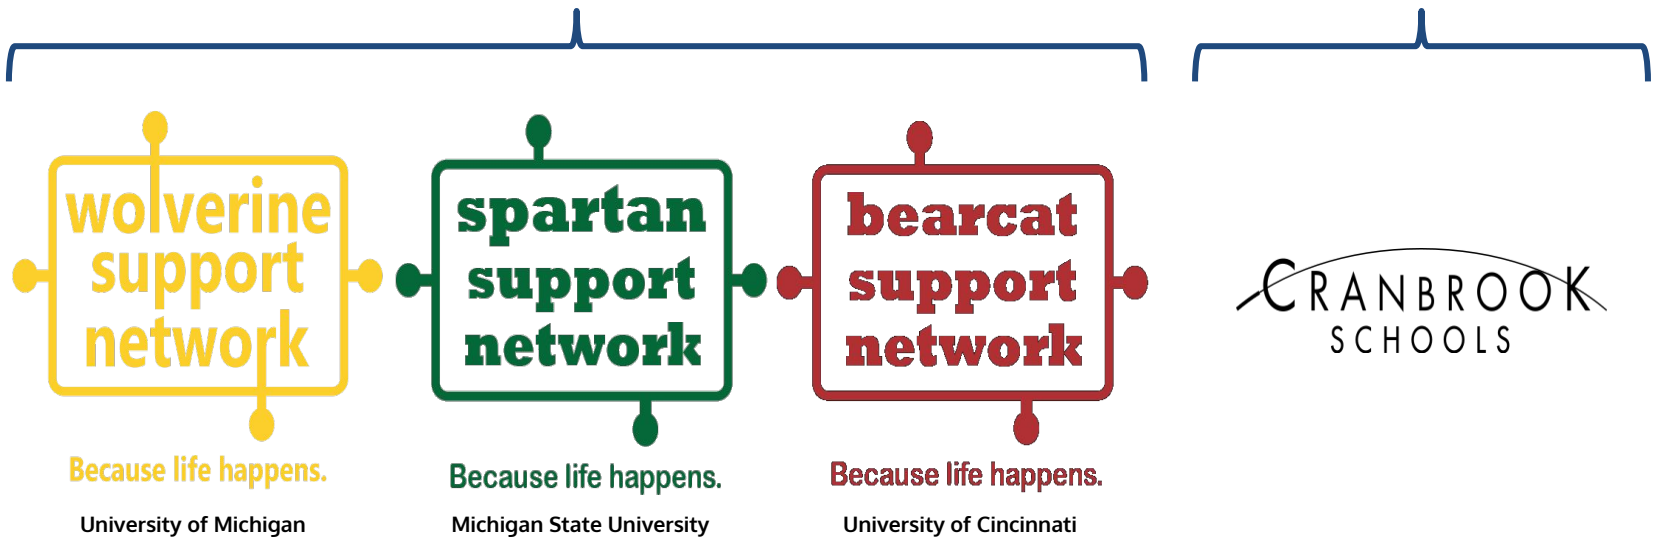 wolverine
support
network
Because life happens.
University of Michigan
spartan
support
network
Because life happens.
Michigan State University
bearcat
support
network
Because life happens.
University of Cincinnati
CRANBROOK
SCHOOLS